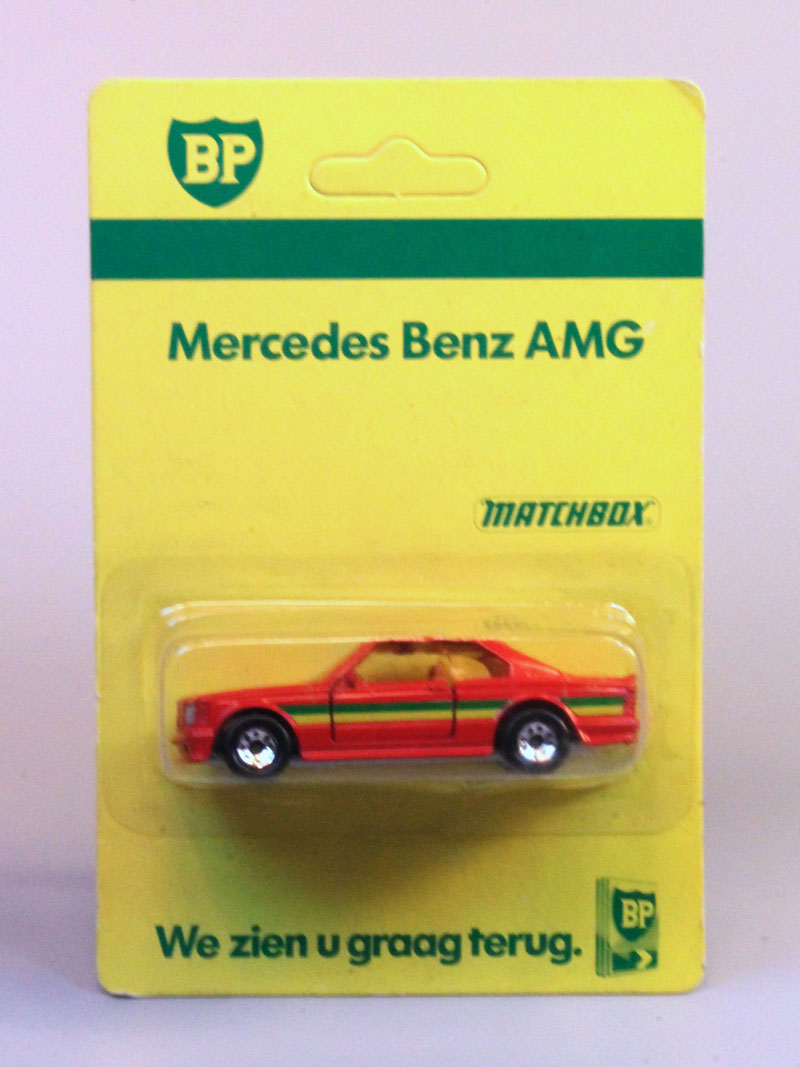 BP
Mercedes Benz AMG
MATCHBOX
We zien u graag terug.
BP